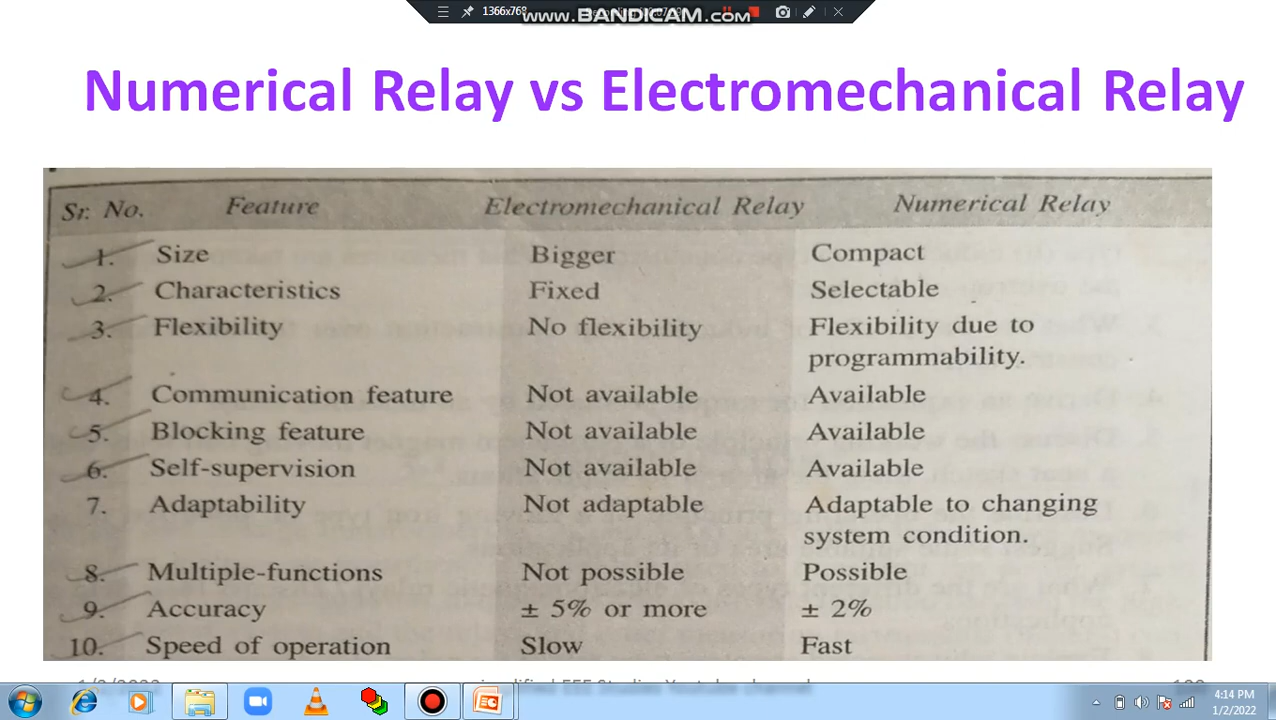 1366x768
www.BANDICAM.com
Numerical Relay vs Electromechanical Relay
Sr. No. Feature Electromechanical Relay Numerical Relay
1. Size Bigger Compact
2. Characteristics Fixed Selectable
3. Flexibility No flexibility Flexibility due to
programmability.
4. Communication feature Not available Available
5. Blocking feature Not available Available
6. Self-supervision Not available Available
7. Adaptability Not adaptable Adaptable to changing
system condition.
8. Multiple-functions Not possible Possible
9. Accuracy ± 5% or more ± 2%
10. Speed of operation Slow Fast
4:14 PM
1/2/2022